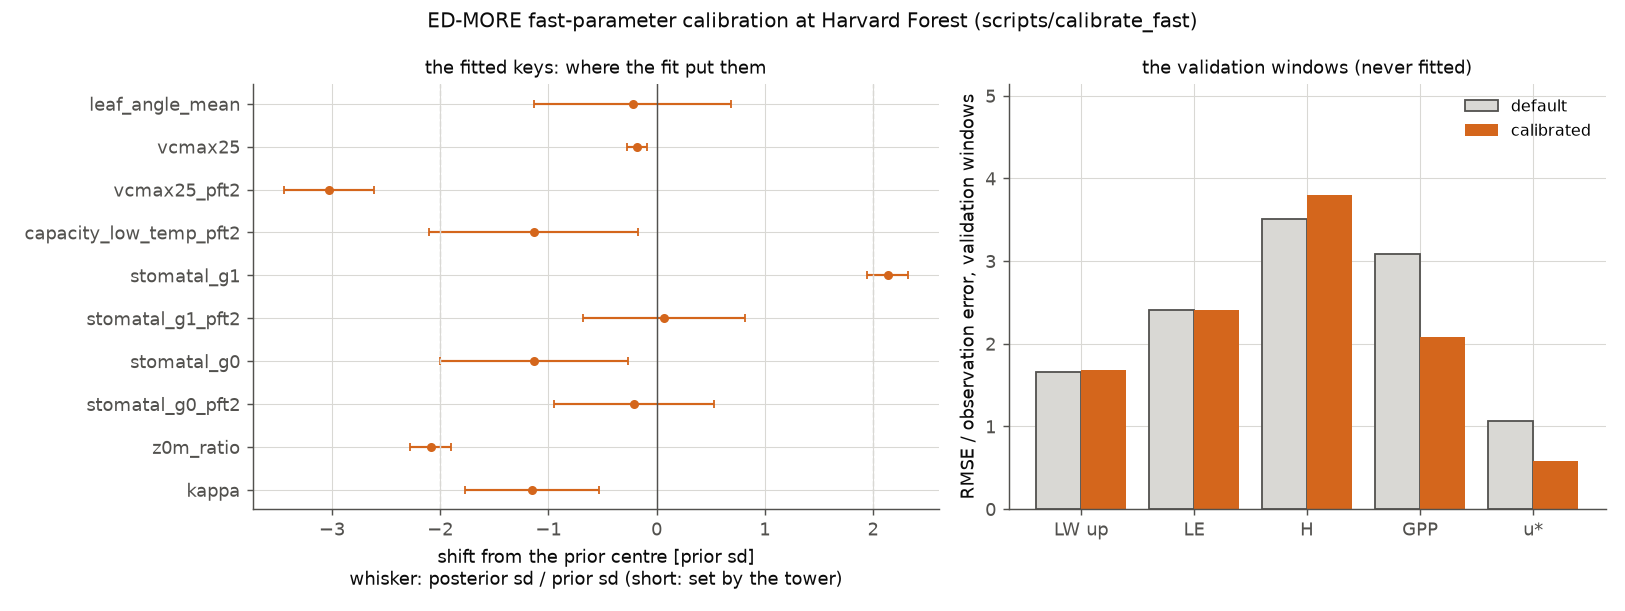 ED-MORE fast-parameter calibration at Harvard Forest (scripts/calibrate_fast)
the fitted keys: where the fit put them
leaf_angle_mean
vcmax25
vcmax25_pft2
capacity_low_temp_pft2
stomatal_g1
stomatal_g1_pft2
stomatal_g0
stomatal_g0_pft2
z0m_ratio
kappa
−3 −2 −1 0 1 2
shift from the prior centre [prior sd]
whisker: posterior sd / prior sd (short: set by the tower)
the validation windows (never fitted)
RMSE / observation error, validation windows
5
4
3
2
1
0
default
calibrated
LW up LE H GPP u*